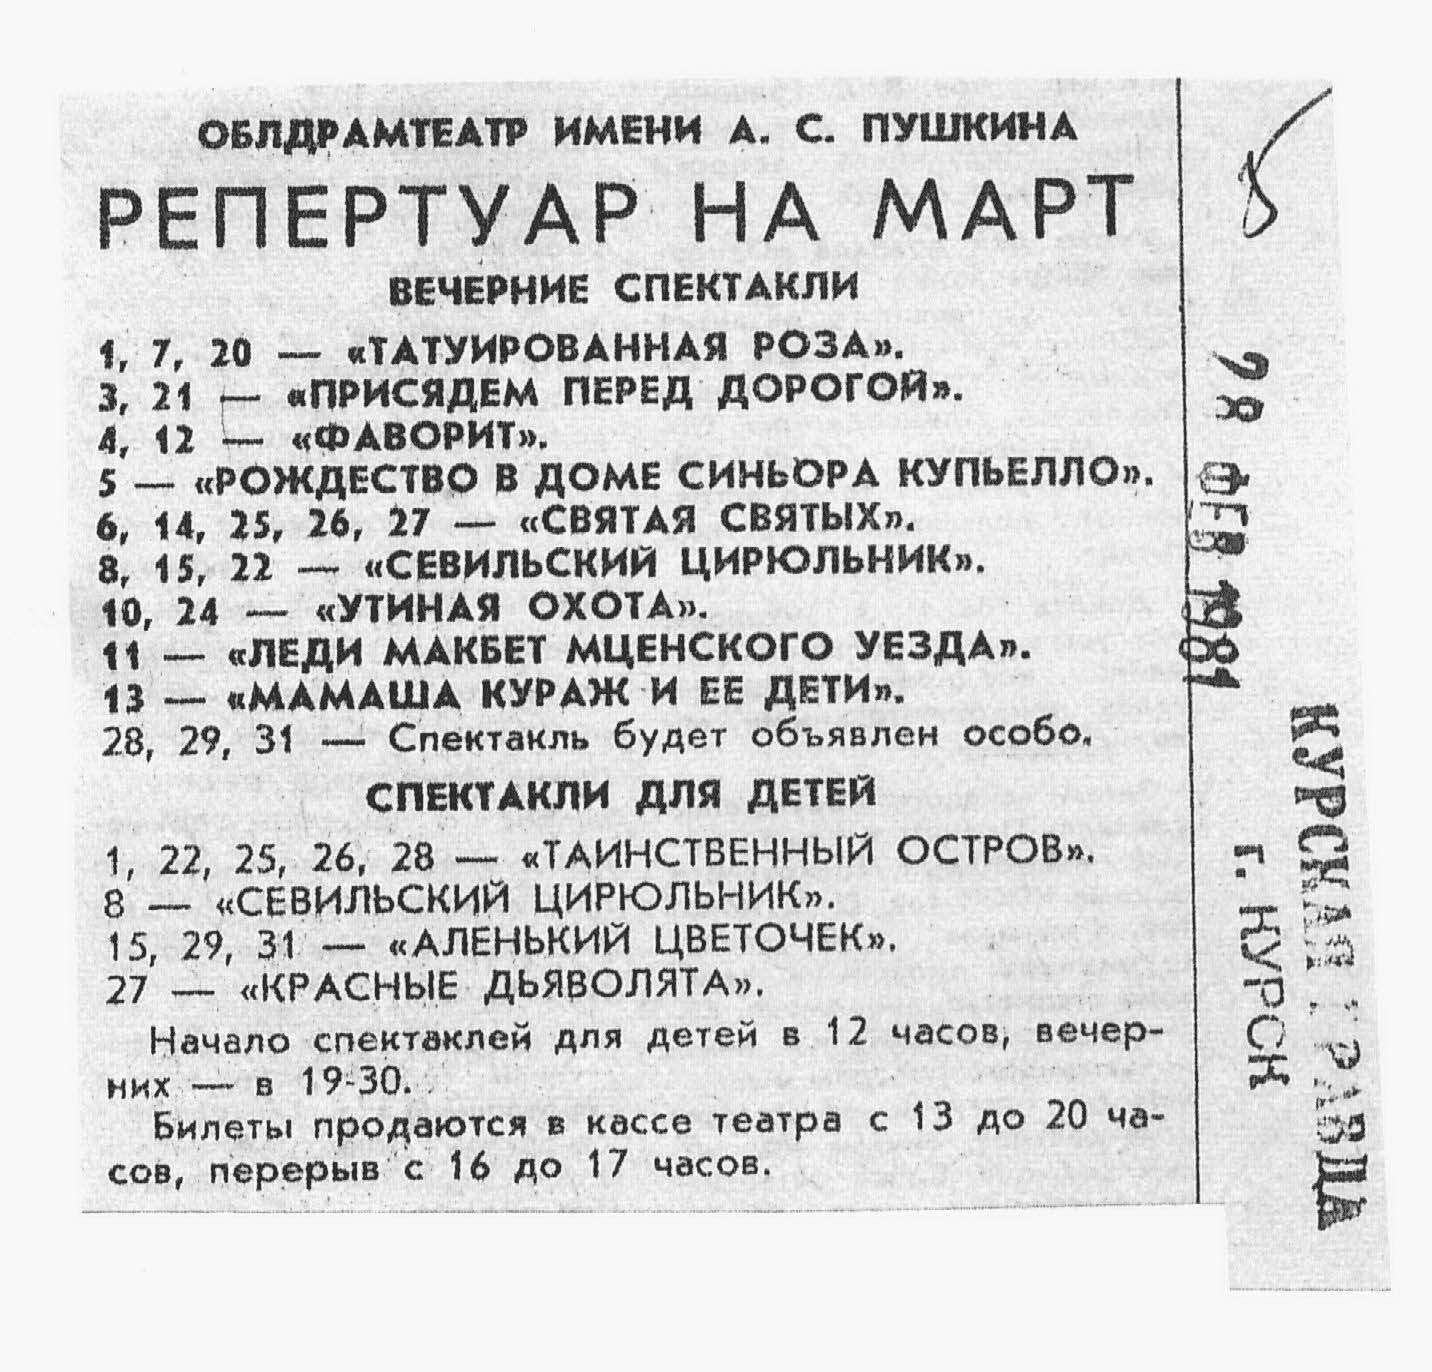 ОБЛДРАМТЕАТР ИМЕНИ А. С. ПУШКИНА
РЕПЕРТУАР НА МАРТ
ВЕЧЕРНИЕ СПЕКТАКЛИ
1, 7, 20 — «ТАТУИРОВАННАЯ РОЗА».
3, 21 — «ПРИСЯДЕМ ПЕРЕД ДОРОГОЙ».
4, 12 — «ФАВОРИТ».
5 — «РОЖДЕСТВО В ДОМЕ СИНЬОРА КУПЬЕЛЛО».
6, 14, 25, 26, 27 — «СВЯТАЯ СВЯТЫХ».
8, 15, 22 — «СЕВИЛЬСКИЙ ЦИРЮЛЬНИК».
10, 24 — «УТИНАЯ ОХОТА».
11 — «ЛЕДИ МАКБЕТ МЦЕНСКОГО УЕЗДА».
13 — «МАМАША КУРАЖ И ЕЕ ДЕТИ».
28, 29, 31 — Спектакль будет объявлен особо.
СПЕКТАКЛИ ДЛЯ ДЕТЕЙ
1, 22, 25, 26, 28 — «ТАИНСТВЕННЫЙ ОСТРОВ».
8 — «СЕВИЛЬСКИЙ ЦИРЮЛЬНИК».
15, 29, 31 — «АЛЕНЬКИЙ ЦВЕТОЧЕК».
27 — «КРАСНЫЕ ДЬЯВОЛЯТА».
Начало спектаклей для детей в 12 часов, вечер-
них — в 19-30.
Билеты продаются в кассе театра с 13 до 20 ча-
сов, перерыв с 16 до 17 часов.
28 ФЕВ 1981
КУРСКАЯ ПРАВДА
г. КУРСК